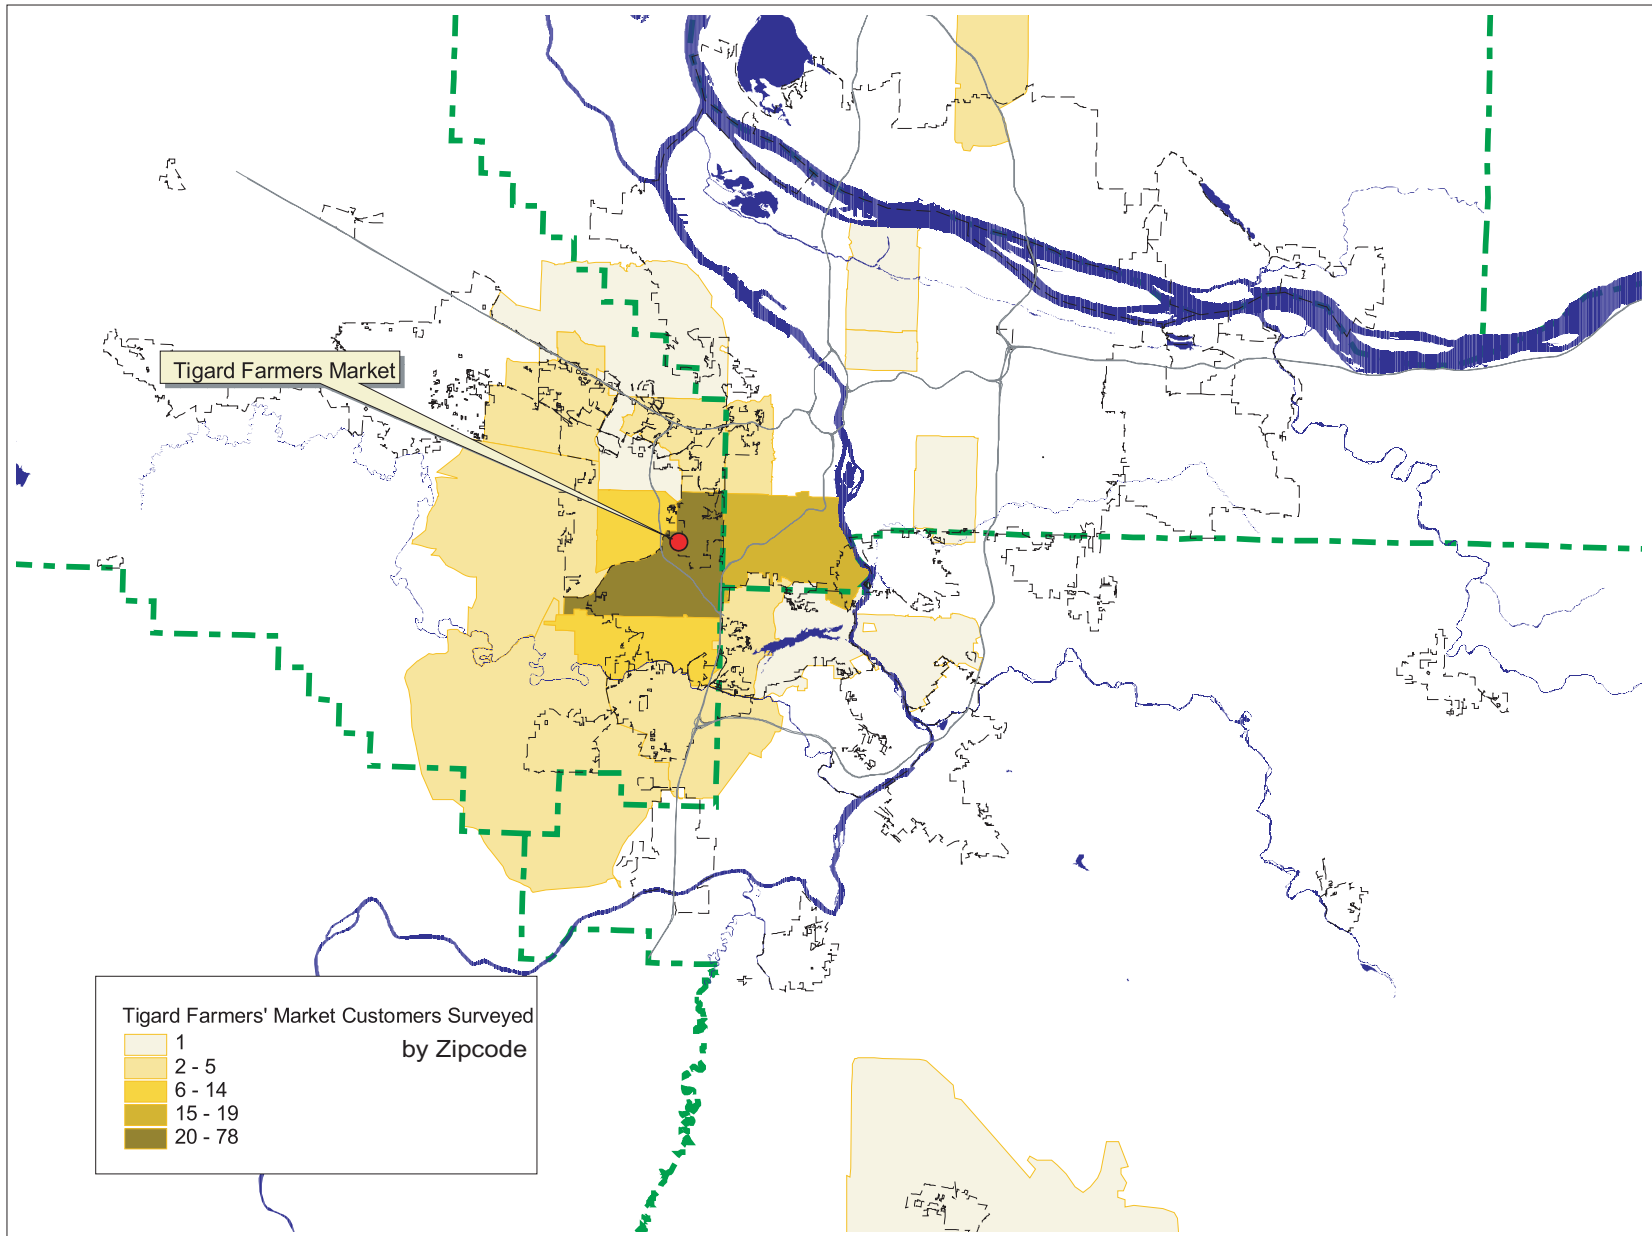 Tigard Farmers Market
Tigard Farmers' Market Customers Surveyed
by Zipcode
1
2 - 5
6 - 14
15 - 19
20 - 78